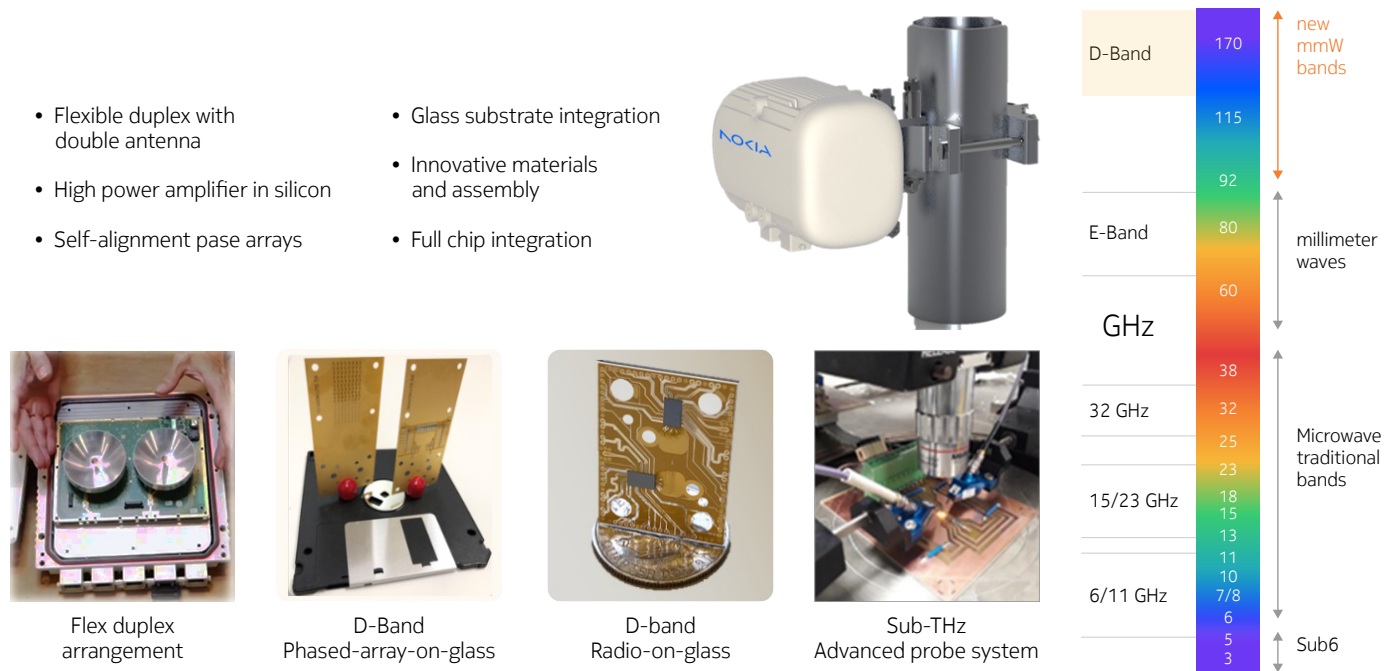 • Flexible duplex with
double antenna
• High power amplifier in silicon
• Self-alignment pase arrays
• Glass substrate integration
• Innovative materials
and assembly
• Full chip integration
NOKIA
Flex duplex
arrangement
D-Band
Phased-array-on-glass
D-band
Radio-on-glass
Sub-THz
Advanced probe system
D-Band
E-Band
GHz
32 GHz
15/23 GHz
6/11 GHz
170
115
92
80
60
38
32
25
23
18
15
13
11
10
7/8
6
5
3
new
mmW
bands
millimeter
waves
Microwave
traditional
bands
Sub6